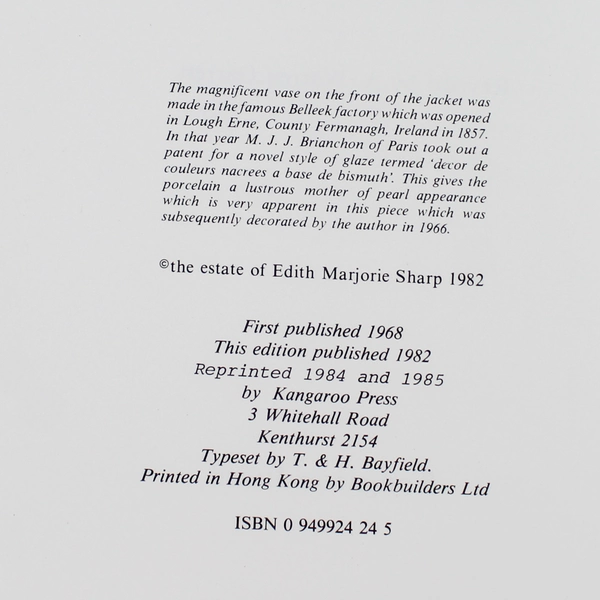 The magnificent vase on the front of the jacket was
made in the famous Belleek factory which was opened
in Lough Erne, County Fermanagh, Ireland in 1857.
In that year M. J. J. Brianchon of Paris took out a
patent for a novel style of glaze termed ‘decor de
couleurs nacrees a base de bismuth’. This gives the
porcelain a lustrous mother of pearl appearance
which is very apparent in this piece which was
subsequently decorated by the author in 1966.
©the estate of Edith Marjorie Sharp 1982
First published 1968
This edition published 1982
Reprinted 1984 and 1985
by Kangaroo Press
3 Whitehall Road
Kenthurst 2154
Typeset by T. & H. Bayfield.
Printed in Hong Kong by Bookbuilders Ltd
ISBN 0 949924 24 5